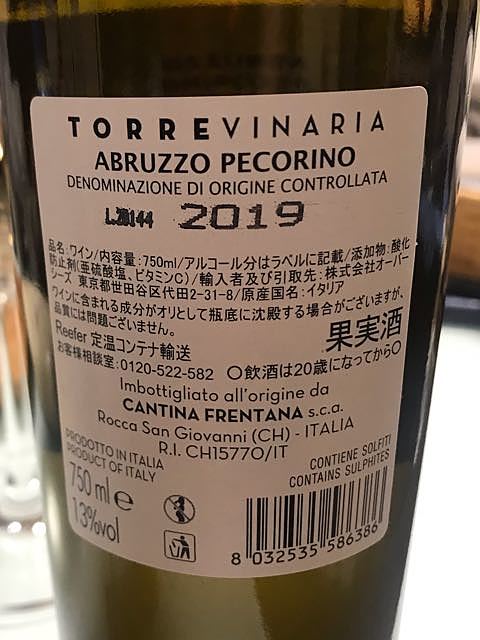 TORREVINARIA
ABRUZZO PECORINO
DENOMINAZIONE DI ORIGINE CONTROLLATA
L.20144 2019
品名:ワイン/内容量:750ml/アルコール分はラベルに記載/添加物:酸化
防止剤(亜硫酸塩、ビタミンC)/輸入者及び引取先:株式会社オーバー
シーズ 東京都世田谷区代田2-31-8/原産国名:イタリア
ワインに含まれる成分がオリとして瓶底に沈殿する場合がございますが、
品質には問題ございません。
Reefer 定温コンテナ輸送
果実酒
お客様相談室:0120-522-582 〇飲酒は20歳になってから〇
Imbottigliato all'origine da
CANTINA FRENTANA s.c.a.
Rocca San Giovanni (CH) - ITALIA
R.I. CH15770/IT
PRODOTTO IN ITALIA
PRODUCT OF ITALY
CONTIENE SOLFITI
CONTAINS SULPHITES
750 ml e
13%vol
8 032535 586386